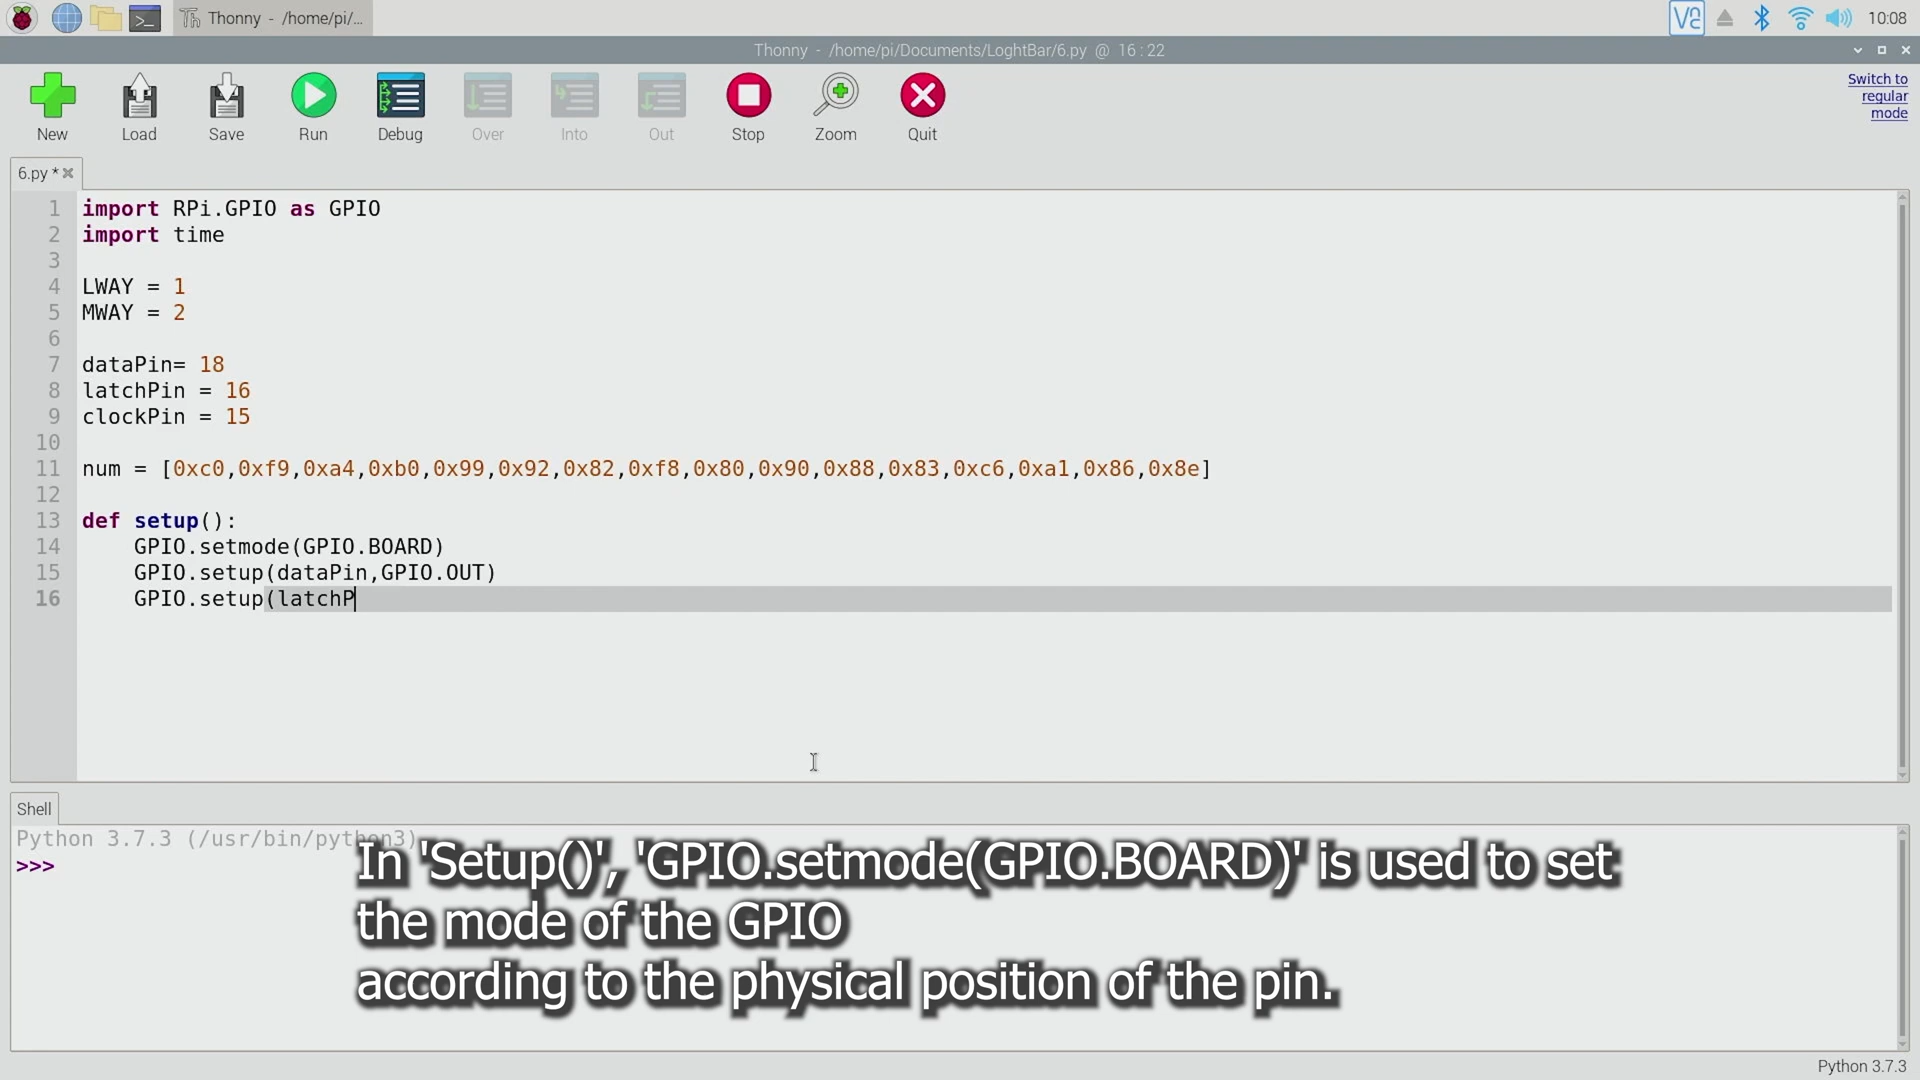 Thonny - /home/pi/...
10:08
Thonny - /home/pi/Documents/LoghtBar/6.py @ 16 : 22
New
Load
Save
Run
Debug
Over
Into
Out
Stop
Zoom
Quit
Switch to
regular
mode
6.py *
1 import RPi.GPIO as GPIO
2 import time
3
4 LWAY = 1
5 MWAY = 2
6
7 dataPin= 18
8 latchPin = 16
9 clockPin = 15
10
11 num = [0xc0,0xf9,0xa4,0xb0,0x99,0x92,0x82,0xf8,0x80,0x90,0x88,0x83,0xc6,0xa1,0x86,0x8e]
12
13 def setup():
14     GPIO.setmode(GPIO.BOARD)
15     GPIO.setup(dataPin,GPIO.OUT)
16     GPIO.setup(latchP
Shell
Python 3.7.3 (/usr/bin/python3)
>>>
In 'Setup()', 'GPIO.setmode(GPIO.BOARD)' is used to set
the mode of the GPIO
according to the physical position of the pin.
Python 3.7.3